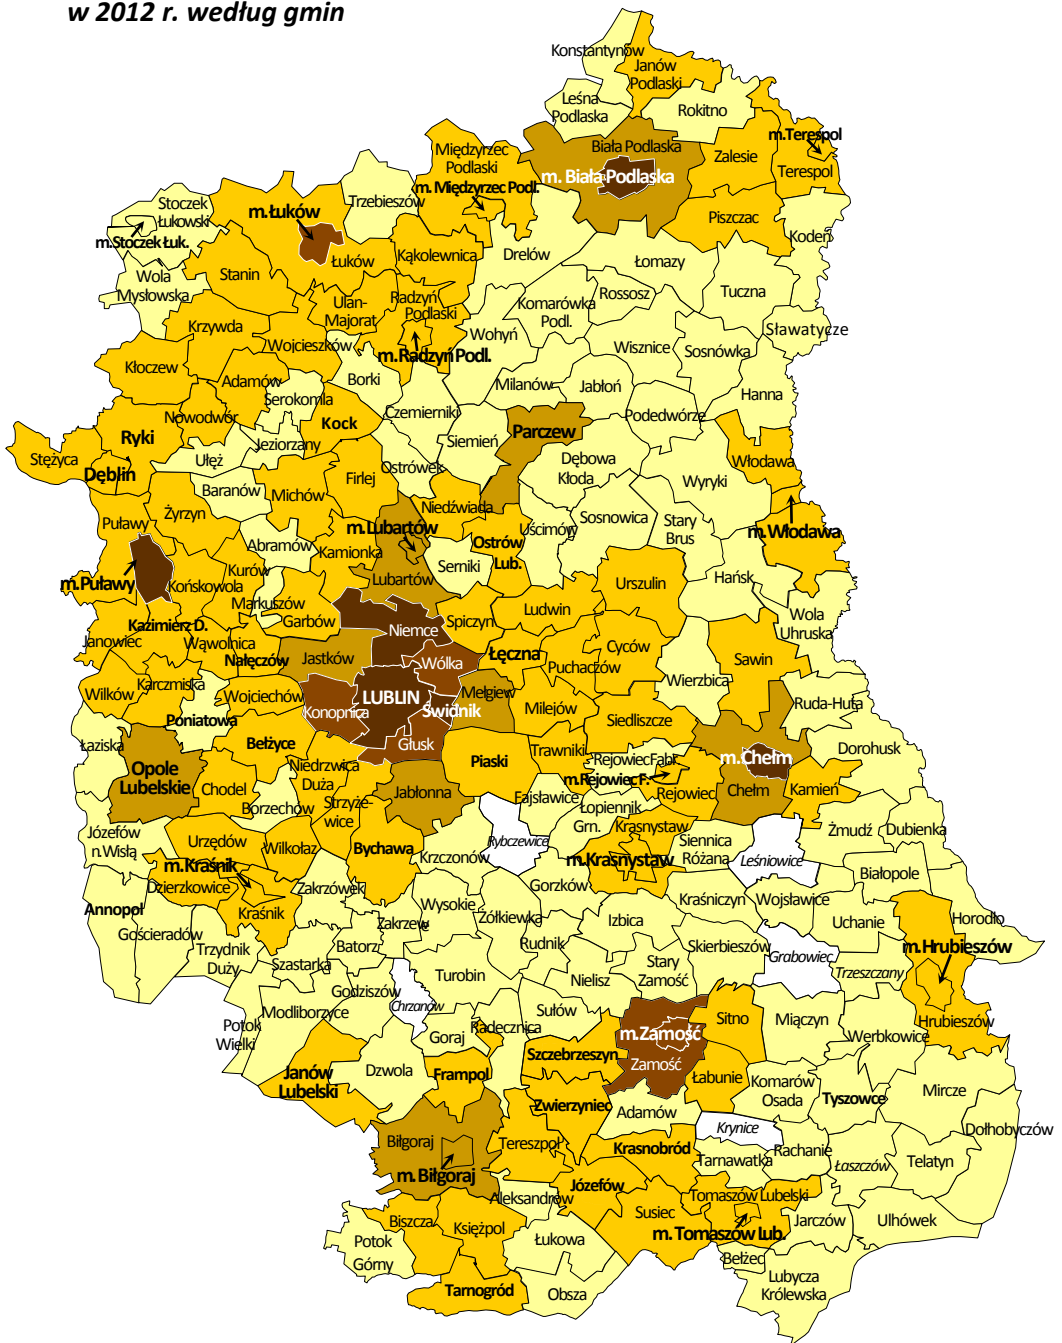 w 2012 r. według gmin
Konstantynów
Janów
Podlaski
Leśna
Podlaska
Rokitno
m.Terespol
Międzyrzec
Podlaski
Biała Podlaska
Zalesie
Terespol
m. Biała Podlaska
m. Międzyrzec Podl.
Trzebieszów
Stoczek
Łukowski
m.Łuków
Piszczac
Kodeń
m.Stoczek Łuk.
Łuków
Kąkolewnica
Drelów
Łomazy
Wola
Mysłowska
Stanin
Tuczna
Ulan-
Majorat
Radzyń
Podlaski
Komarówka
Podl.
Rossosz
Krzywda
Wojcieszków
Wohyń
Sławatycze
m. Radzyń Podl.
Wisznice
Sosnówka
Kłoczew
Adamów
Borki
Milanów
Jabłoń
Hanna
Serokomla
Nowodwór
Kock
Czemierniki
Podedwórze
Ryki
Jeziorzany
Siemień
Parczew
Stężyca
Ułęż
Dęblin
Ostrówek
Dębowa
Kłoda
Włodawa
Baranów
Michów
Firlej
Wyryki
Puławy
Żyrzyn
Niedźwiada
Sosnowica
Stary
Brus
m.Lubartów
Uścimów
m.Włodawa
Abramów
Kamionka
Ostrów
Lub.
Serniki
m.Puławy
Końskowola
Kurów
Lubartów
Urszulin
Hańsk
Markuszów
Garbów
Ludwin
Wola
Uhruska
Kazimierz D.
Niemce
Spiczyn
Janowiec
Wąwolnica
Nałęczów
Jastków
Wólka
Łęczna
Puchaczów
Cyców
Sawin
Wilków
Karczmiska
Wojciechów
LUBLIN
Mełgiew
Wierzbica
Konopnica
Świdnik
Milejów
Siedliszcze
Ruda-Huta
Poniatowa
Łaziska
Bełżyce
Głusk
Trawniki
Dorohusk
Opole
Lubelskie
Niedrzwica
Duża
Piaski
RejowiecFabr.
m.Chełm
m.Rejowiec F.
Chodel
Jabłonna
Rejowiec
Chełm
Kamień
Borzechów
Strzyże-
wice
Fajsławice
Łopiennik
Grn.
Józefów
n.Wisłą
Urzędów
Wilkołaz
Bychawa
Rybczewice
Krasnystaw
Siennica
Różana
Żmudź
Dubienka
m.Kraśnik
Krzczonów
m.Krasnystaw
Leśniowice
Dzierzkowice
Zakrzówek
Gorzków
Białopole
Annopol
Kraśnik
Wysokie
Żółkiewka
Kraśniczyn
Wojsławice
Gościeradów
Zakrzew
Izbica
Uchanie
Horodło
Trzydnik
Duży
Batorz
Rudnik
Skierbieszów
m.Hrubieszów
Szastarka
Turobin
Nielisz
Stary
Zamość
Grabowiec
Trzeszczany
Godziszów
Chrzanów
Modliborzyce
Sułów
Sitno
Miączyn
Hrubieszów
Potok
Wielki
Goraj
Radecznica
m.Zamość
Werbkowice
Janów
Lubelski
Dzwola
Frampol
Szczebrzeszyn
Zamość
Łabunie
Komarów
Osada
Tyszowce
Mircze
Zwierzyniec
Adamów
Dołhobyczów
Biłgoraj
Tereszpol
Krasnobród
Krynice
m. Biłgoraj
Tarnawatka
Rachanie
Łaszczów
Telatyn
Aleksandrów
Józefów
Tomaszów Lubelski
Biszcza
Księżpol
Susiec
m. Tomaszów Lub.
Jarczów
Ulhówek
Potok
Górny
Łukowa
Bełżec
Tarnogród
Obsza
Lubycza
Królewska